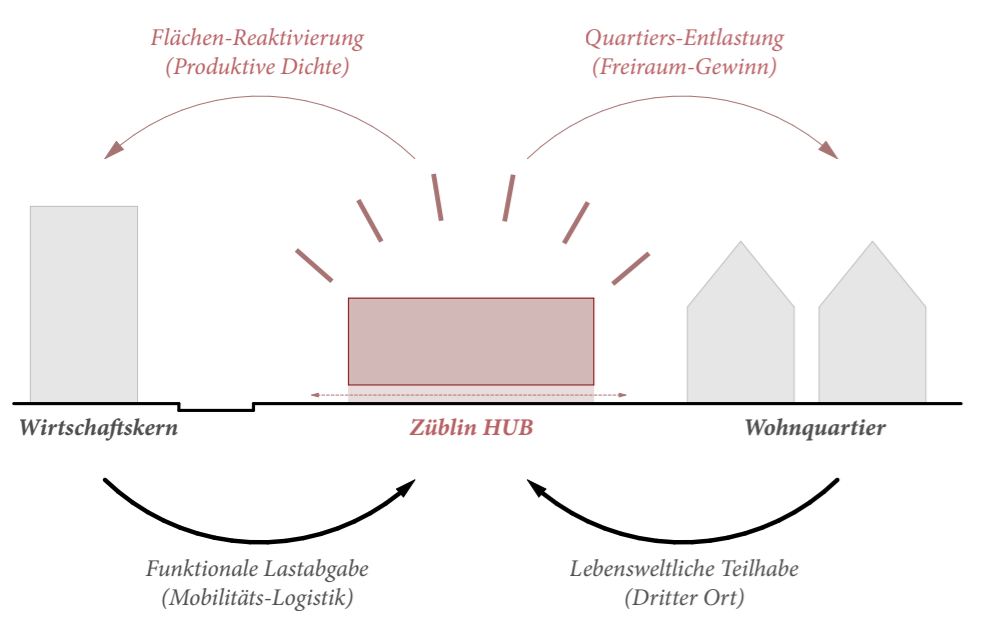 Flächen-Reaktivierung
(Produktive Dichte)
Quartiers-Entlastung
(Freiraum-Gewinn)
Wirtschaftskern
Züblin HUB
Wohnquartier
Funktionale Lastabgabe
(Mobilitäts-Logistik)
Lebensweltliche Teilhabe
(Dritter Ort)